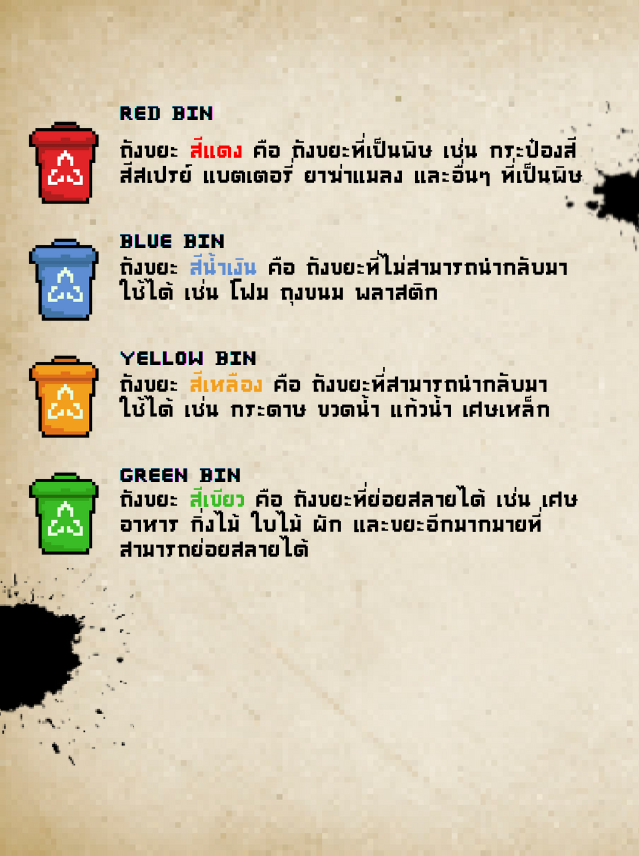 RED BIN
ถังขยะ สีแดง คือ ถังขยะที่เป็นพิษ เช่น กระป๋องสี
สีสเปรย์ แบตเตอรี่ ยาฆ่าแมลง และอื่นๆ ที่เป็นพิษ
BLUE BIN
ถังขยะ สีน้ำเงิน คือ ถังขยะที่ไม่สามารถนำกลับมา
ใช้ได้ เช่น โฟม ถุงขนม พลาสติก
YELLOW BIN
ถังขยะ สีเหลือง คือ ถังขยะที่สามารถนำกลับมา
ใช้ได้ เช่น กระดาษ ขวดน้ำ แก้วน้ำ เศษเหล็ก
GREEN BIN
ถังขยะ สีเขียว คือ ถังขยะที่ย่อยสลายได้ เช่น เศษ
อาหาร กิ่งไม้ ใบไม้ ผัก และขยะอีกมากมายที่
สามารถย่อยสลายได้